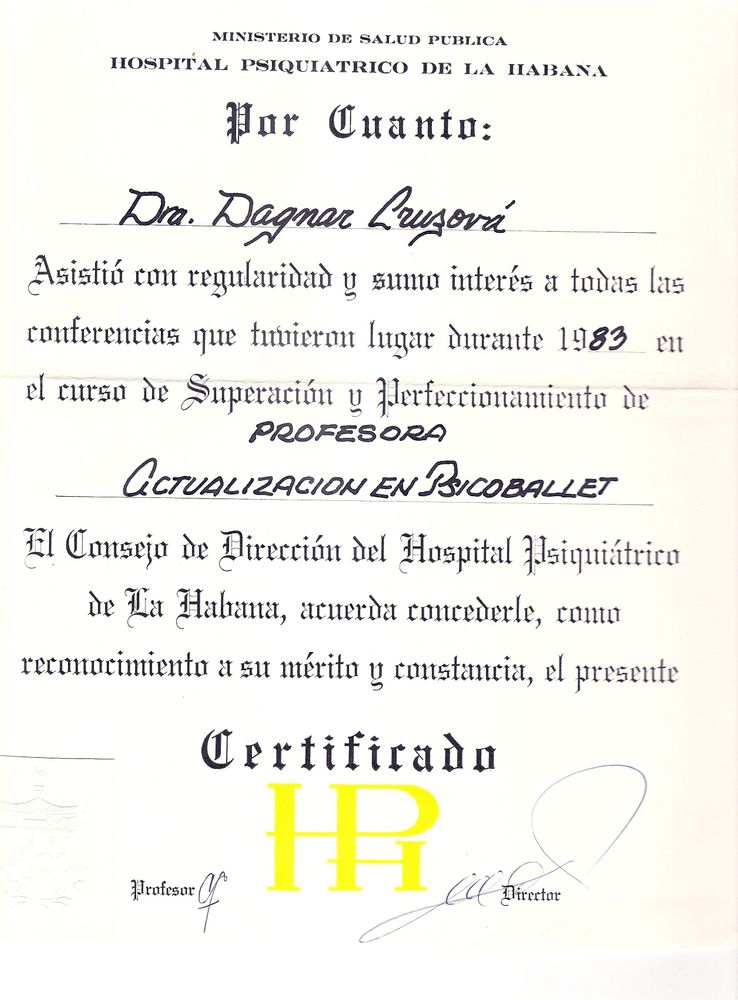 MINISTERIO DE SALUD PUBLICA
HOSPITAL PSIQUIATRICO DE LA HABANA
Por Cuanto:
Dra. Dagmar Cruzová
Asistió con regularidad y sumo interés a todas las
conferencias que tuvieron lugar durante 1983 en
el curso de Superación y Perfeccionamiento de
PROFESORA
ACTUALIZACION EN PSICOBALLET
El Consejo de Dirección del Hospital Psiquiátrico
de La Habana, acuerda concederle, como
reconocimiento a su mérito y constancia, el presente
Certificado
HPH
Profesor
Director